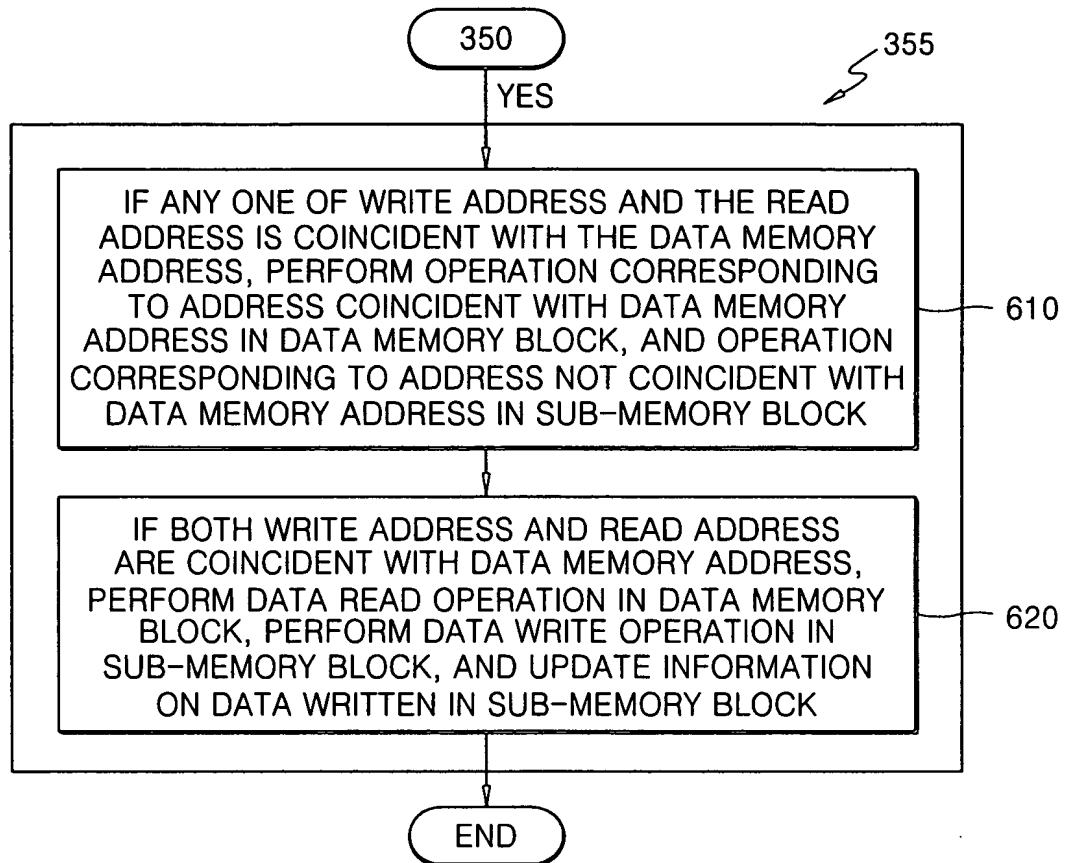 350
355
YES
IF ANY ONE OF WRITE ADDRESS AND THE READ
ADDRESS IS COINCIDENT WITH THE DATA MEMORY
ADDRESS, PERFORM OPERATION CORRESPONDING
TO ADDRESS COINCIDENT WITH DATA MEMORY
ADDRESS IN DATA MEMORY BLOCK, AND OPERATION
CORRESPONDING TO ADDRESS NOT COINCIDENT WITH
DATA MEMORY ADDRESS IN SUB-MEMORY BLOCK
610
IF BOTH WRITE ADDRESS AND READ ADDRESS
ARE COINCIDENT WITH DATA MEMORY ADDRESS,
PERFORM DATA READ OPERATION IN DATA MEMORY
BLOCK, PERFORM DATA WRITE OPERATION IN
SUB-MEMORY BLOCK, AND UPDATE INFORMATION
ON DATA WRITTEN IN SUB-MEMORY BLOCK
620
END